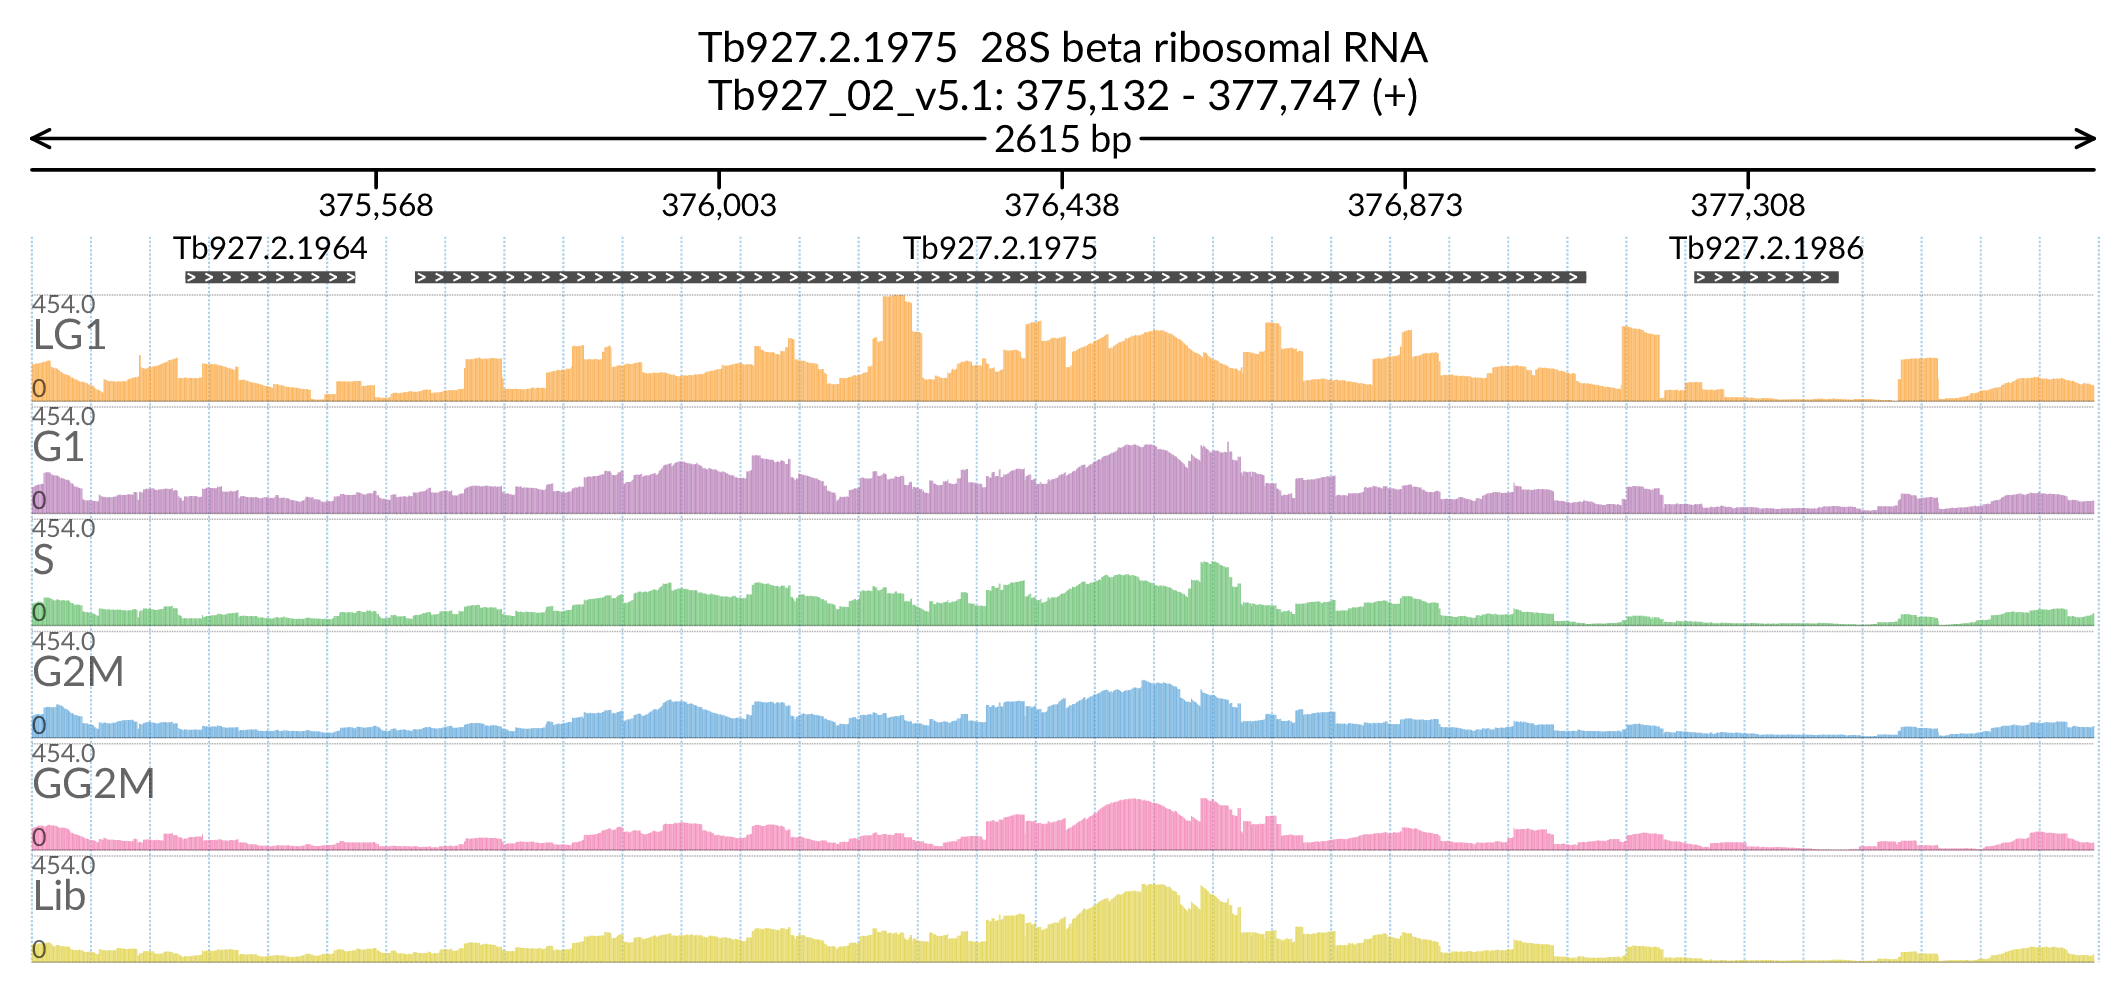 Tb927.2.1975  28S beta ribosomal RNA
Tb927_02_v5.1: 375,132 - 377,747 (+)
2615 bp
375,568 376,003 376,438 376,873 377,308
Tb927.2.1964 Tb927.2.1975 Tb927.2.1986
454.0
LG1
0
454.0
G1
0
454.0
S
0
454.0
G2M
0
454.0
GG2M
0
454.0
Lib
0